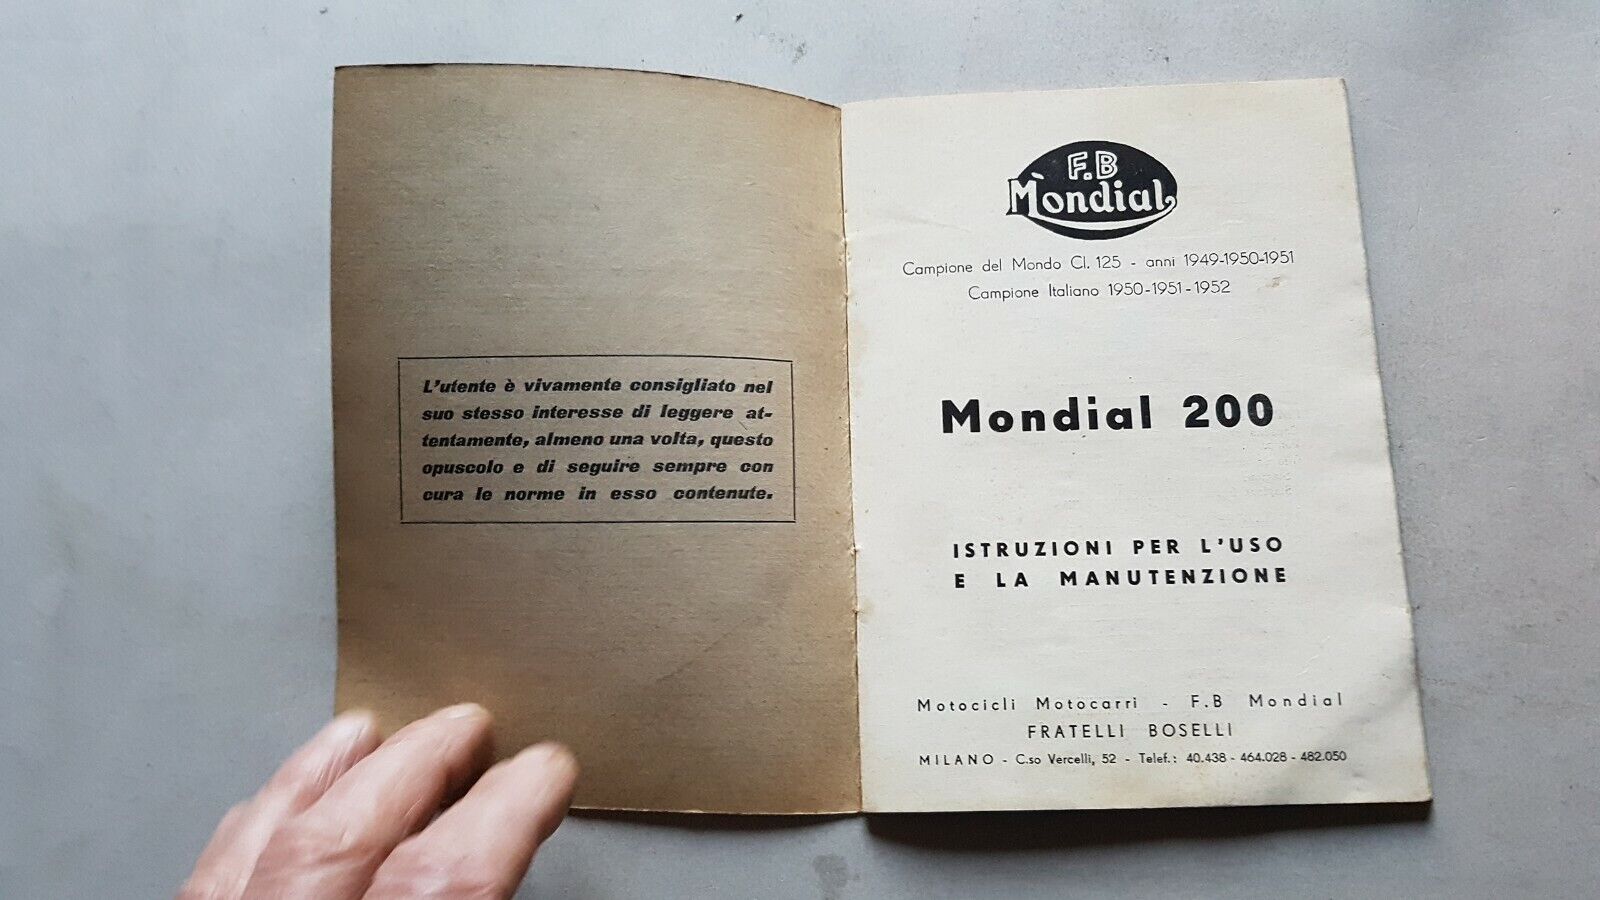 L'utente è vivamente consigliato nel
suo stesso interesse di leggere at-
tentamente, almeno una volta, questo
opuscolo e di seguire sempre con
cura le norme in esso contenute.
F.B
Mondial
Campione del Mondo Cl. 125 - anni 1949-1950-1951
Campione Italiano 1950-1951-1952
Mondial 200
ISTRUZIONI PER L'USO
E LA MANUTENZIONE
Motocicli Motocarri - F.B Mondial
FRATELLI BOSELLI
MILANO - C.so Vercelli, 52 - Telef.: 40.438 - 464.028 - 482.050